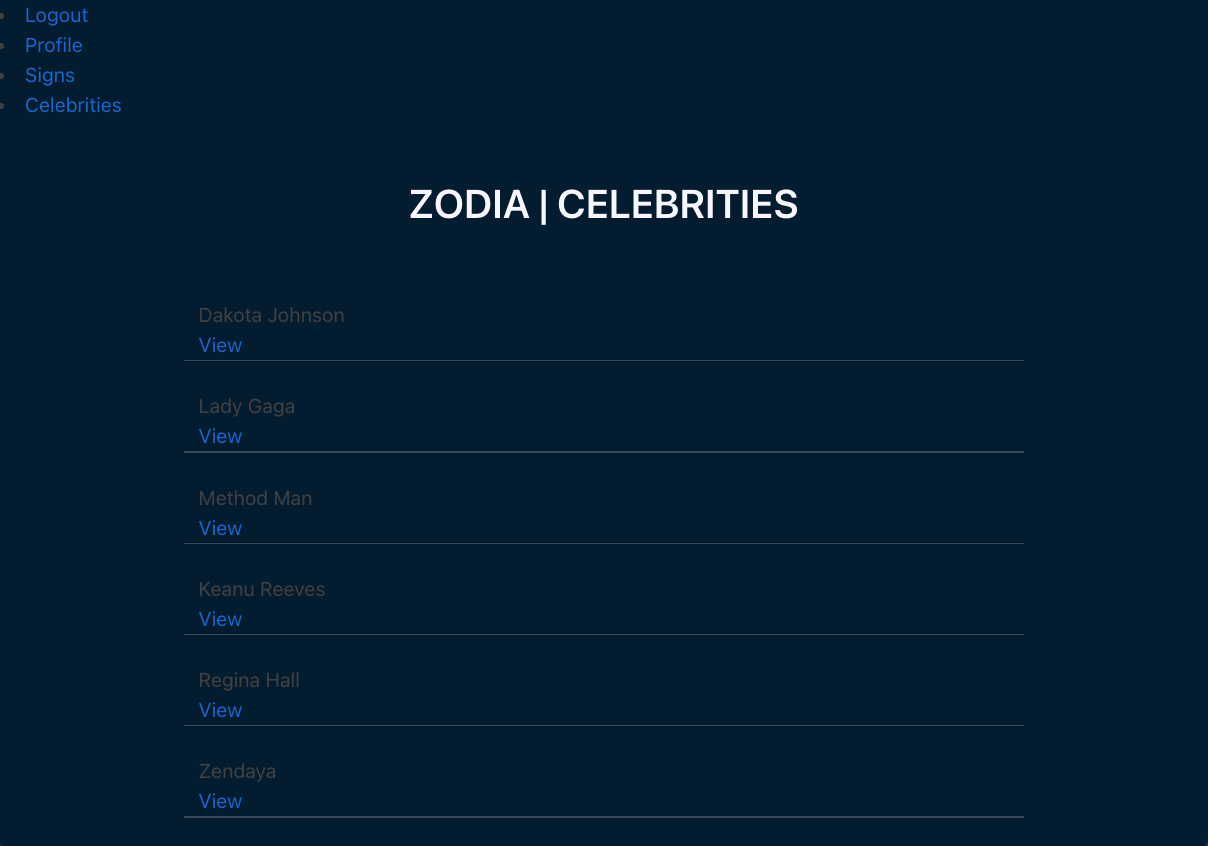 Logout
Profile
Signs
Celebrities
ZODIA | CELEBRITIES
Dakota Johnson
View
Lady Gaga
View
Method Man
View
Keanu Reeves
View
Regina Hall
View
Zendaya
View